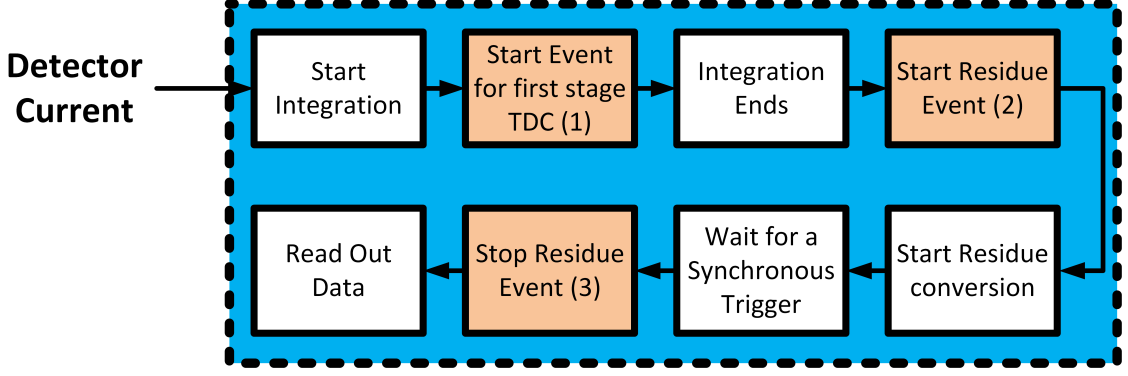 Detector
Current
Start
Integration
Start Event
for first stage
TDC (1)
Integration
Ends
Start Residue
Event (2)
Start Residue
conversion
Wait for a
Synchronous
Trigger
Stop Residue
Event (3)
Read Out
Data